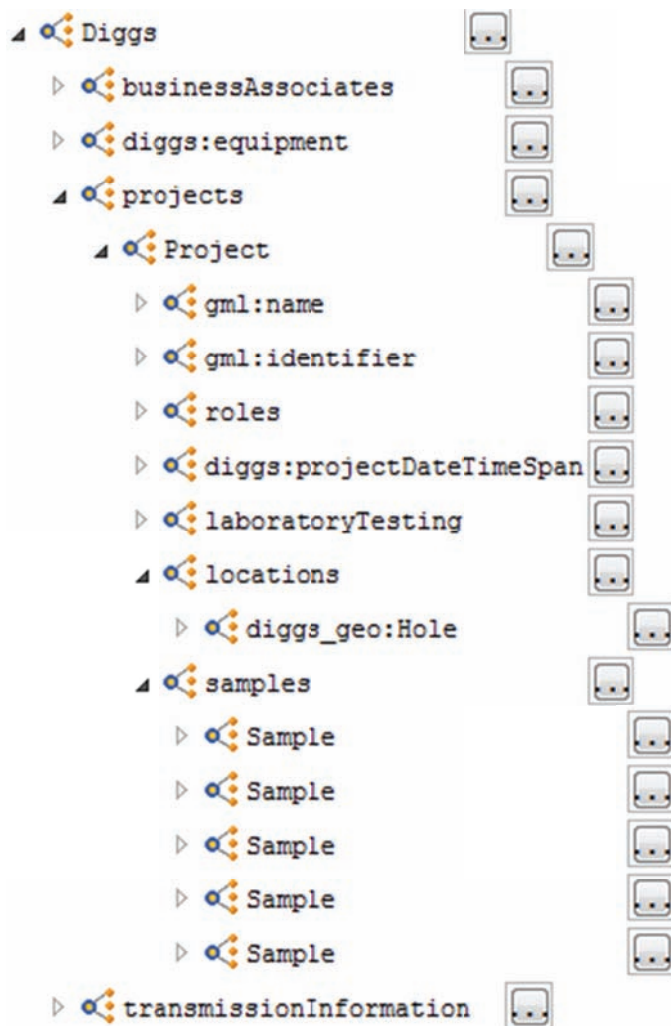 Diggs
businessAssociates
diggs:equipment
projects
Project
gml:name
gml:identifier
roles
diggs:projectDateTimeSpan
laboratoryTesting
locations
diggs_geo:Hole
samples
Sample
Sample
Sample
Sample
Sample
transmissionInformation